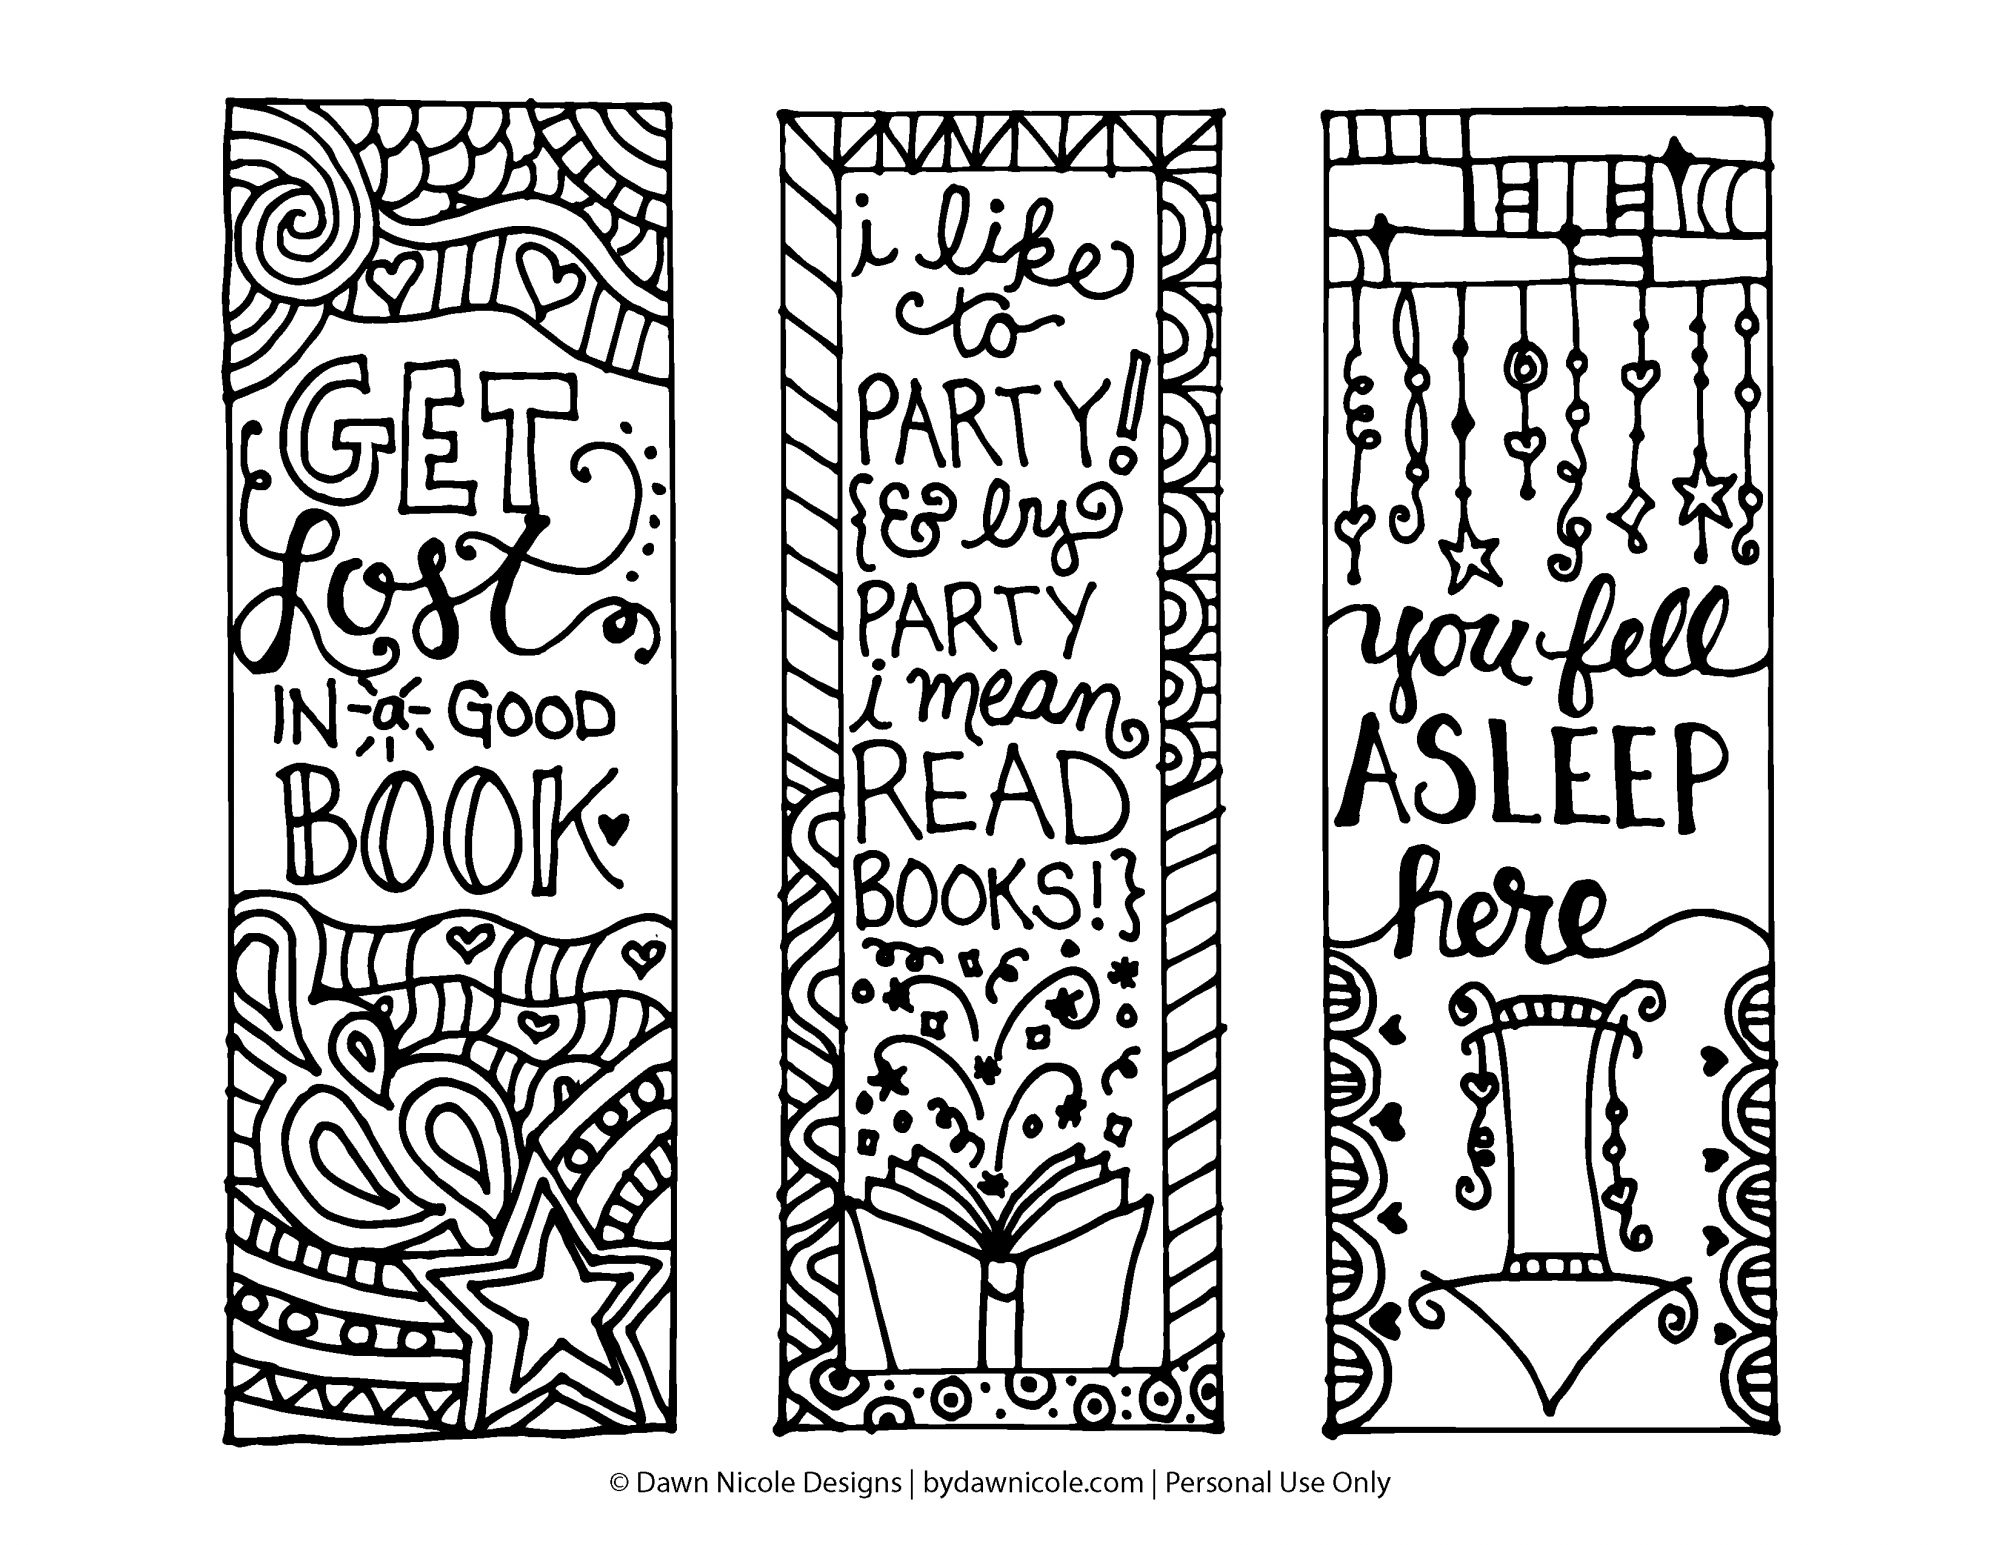 GET
Lost
IN a GOOD
BOOK
i like
to
PARTY!
{& by
PARTY
i mean
READ
BOOKS!}
you fell
ASLEEP
here
© Dawn Nicole Designs | bydawnicole.com | Personal Use Only